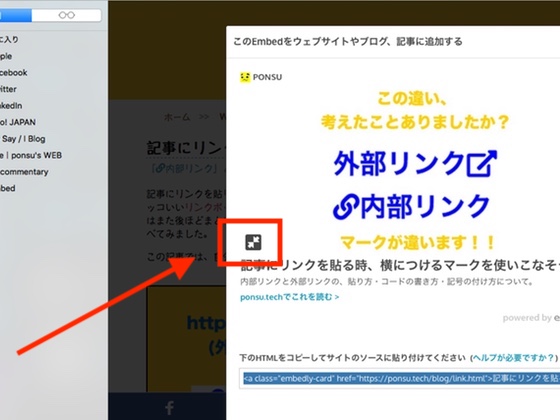 に入り
ple
cebook
vitter
kedIn
o! JAPAN
Say / I Blog
e | ponsu's WEB
commentary
bed
ホーム >> W
記事にリンク
「🔗内部リンク」
記事にリンクを貼
ッコいいリンクボ
はまた後ほどまと
べてみました。
この記事では、
http
(外
このEmbedをウェブサイトやブログ、記事に追加する
PONSU
この違い、
考えたことありましたか？
外部リンク
内部リンク
マークが違います！！
記事にリンクを貼る時、横につけるマークを使いこなそ
内部リンクと外部リンクの、貼り方・コードの書き方・記号の付け方について。
ponsu.techでこれを読む >
powered by e
下のHTMLをコピーしてサイトのソースに貼り付けてください (ヘルプが必要ですか？)
<a class="embedly-card" href="https://ponsu.tech/blog/link.html">記事にリンクを貼